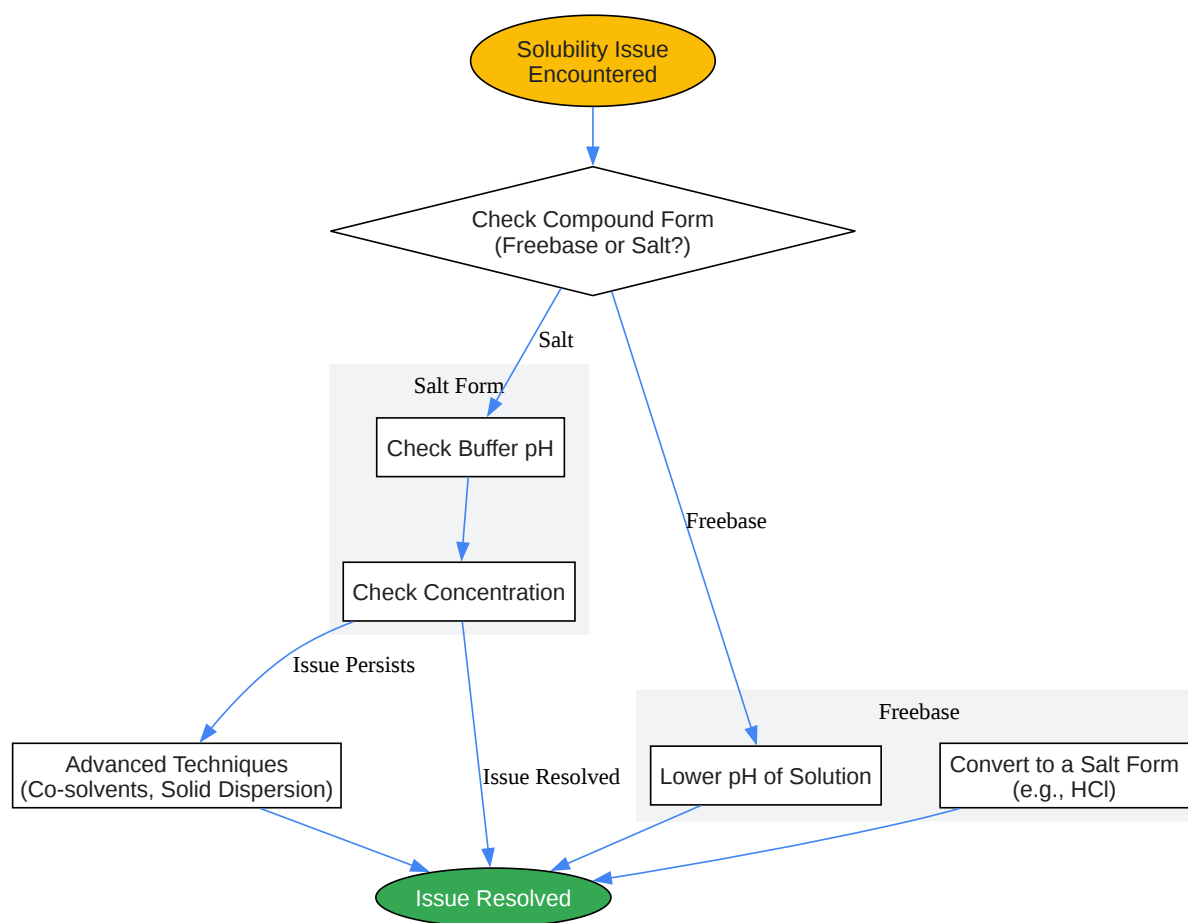 Solubility Issue
Encountered
Check Compound Form
(Freebase or Salt?)
Salt
Salt Form
Check Buffer pH
Freebase
Check Concentration
Issue Persists
Freebase
Advanced Techniques
(Co-solvents, Solid Dispersion)
Issue Resolved
Lower pH of Solution
Convert to a Salt Form
(e.g., HCl)
Issue Resolved